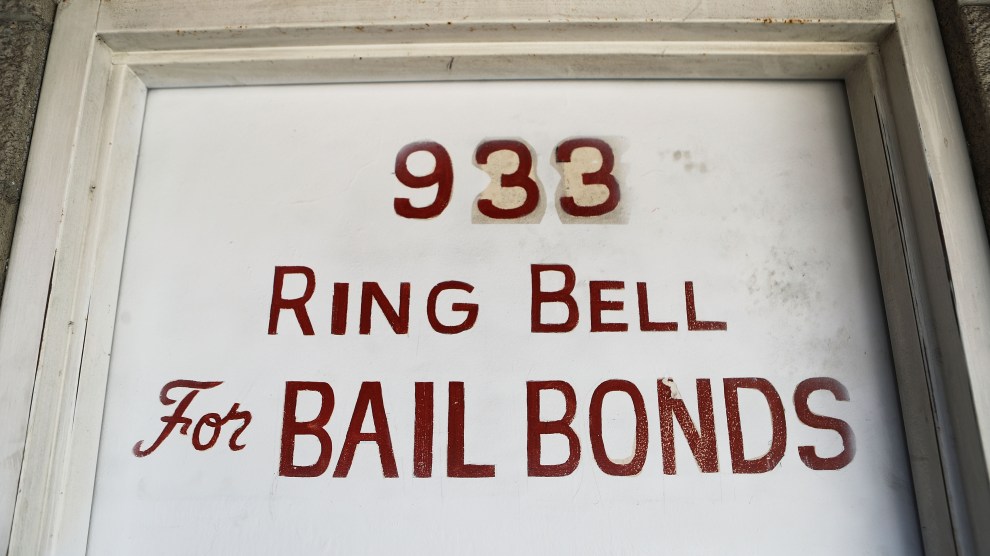 933
RING BELL
For BAIL BONDS